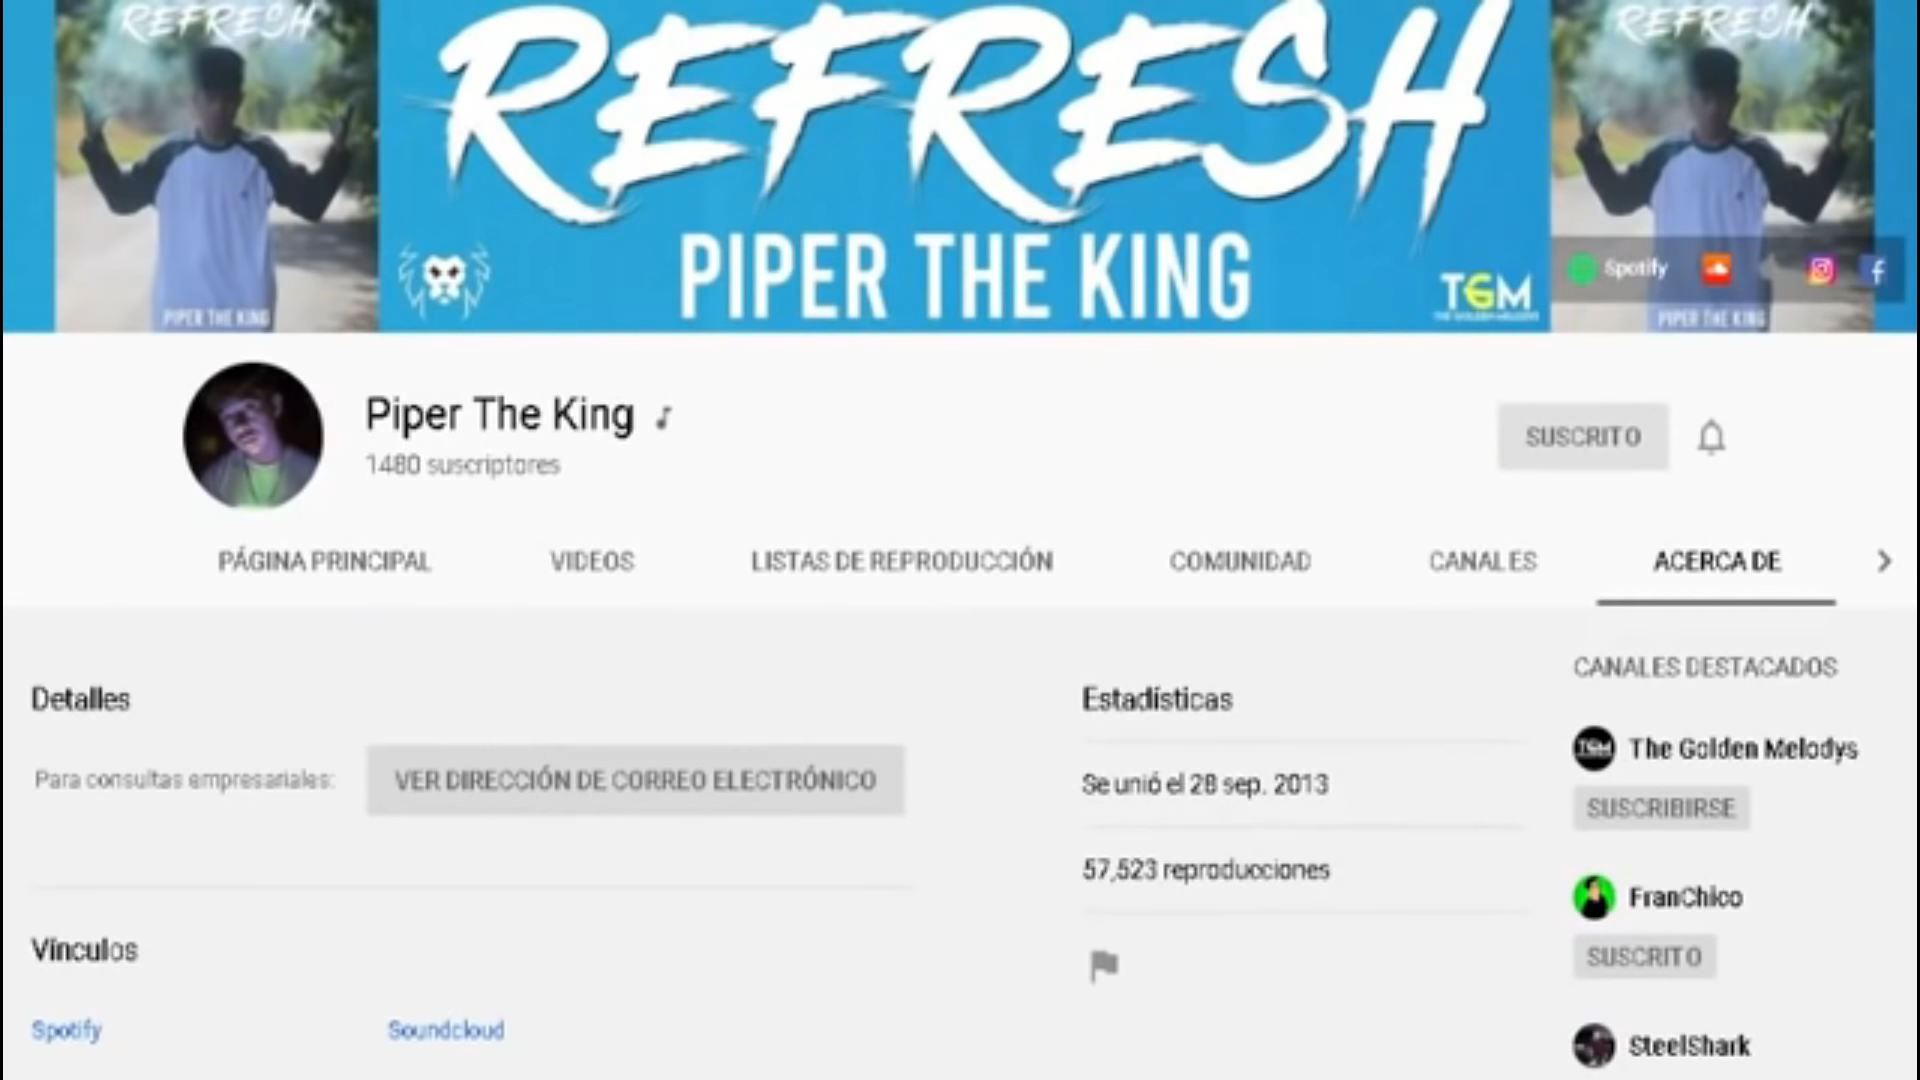 REFRESH
REFRESH
REFRESH
PIPER THE KING
TGM
Spotify
PIPER THE KING
PIPER THE KING
Piper The King
1480 suscriptores
SUSCRITO
PÁGINA PRINCIPAL
VIDEOS
LISTAS DE REPRODUCCIÓN
COMUNIDAD
CANALES
ACERCA DE
Detalles
Para consultas empresariales:
VER DIRECCIÓN DE CORREO ELECTRÓNICO
Vínculos
Spotify
Soundcloud
Estadísticas
Se unió el 28 sep. 2013
57,523 reproducciones
CANALES DESTACADOS
The Golden Melodys
SUSCRIBIRSE
FranChico
SUSCRITO
SteelShark